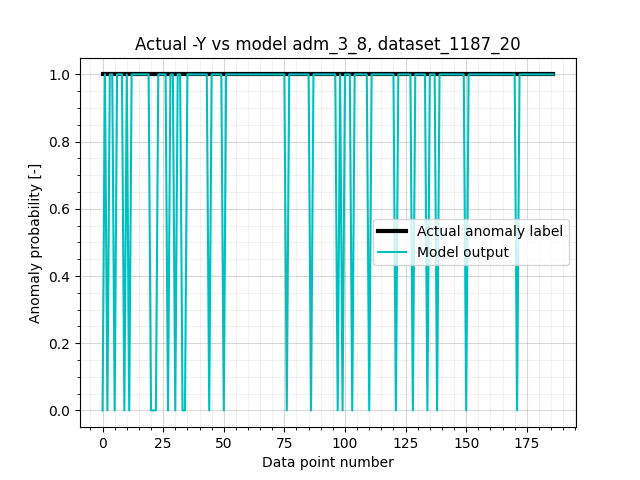 Actual -Y vs model adm_3_8, dataset_1187_20
1.0
0.8
0.6
0.4
0.2
0.0
Anomaly probability [-]
Actual anomaly label
Model output
0 25 50 75 100 125 150 175
Data point number